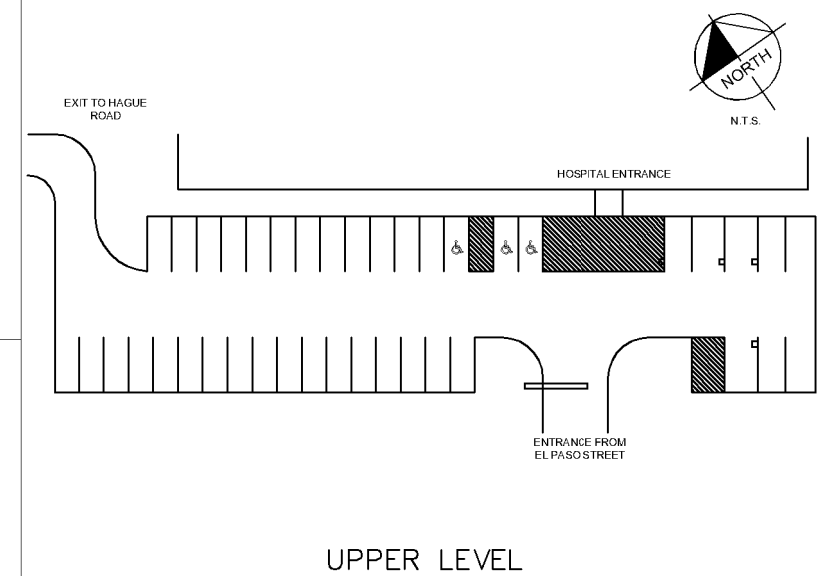 NORTH
N.T.S.
EXIT TO HAGUE
ROAD
HOSPITAL ENTRANCE
ENTRANCE FROM
EL PASO STREET
UPPER LEVEL